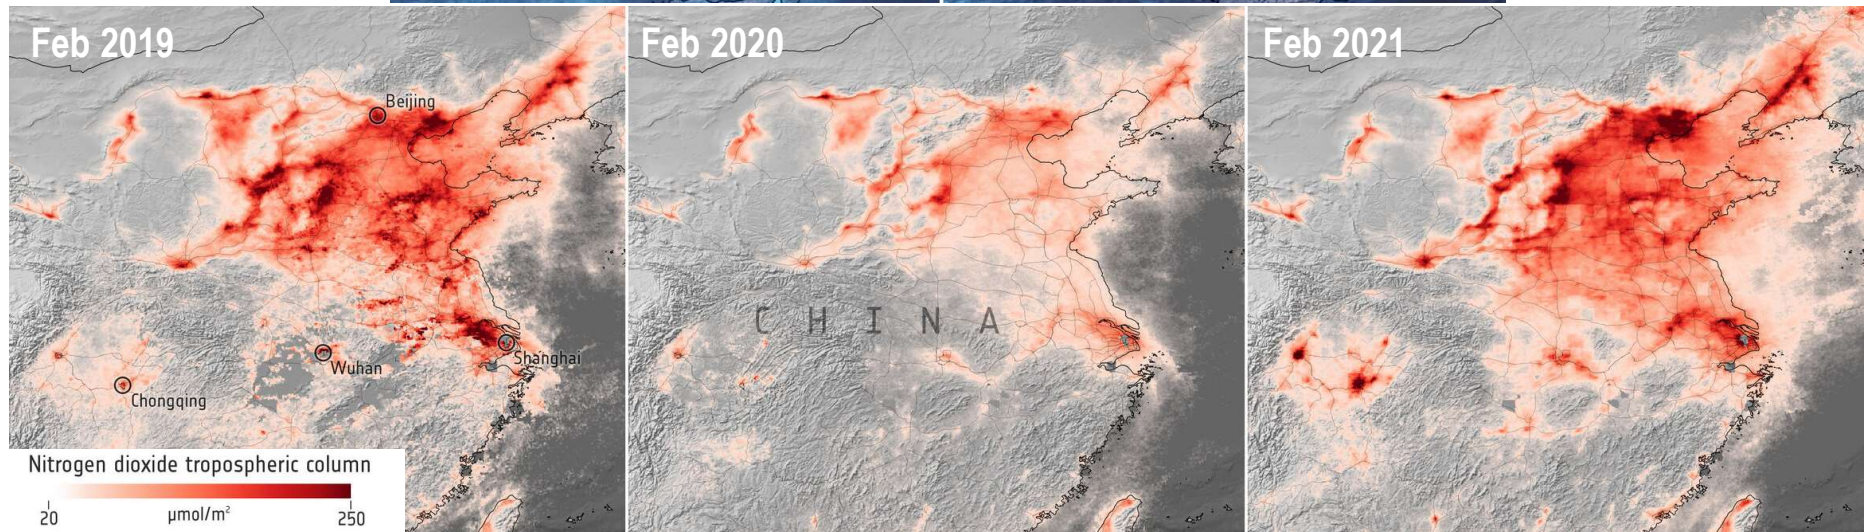 Feb 2019
Feb 2020
Feb 2021
Beijing
CHINA
Shanghai
Wuhan
Chongqing
Nitrogen dioxide tropospheric column
20 µmol/m² 250